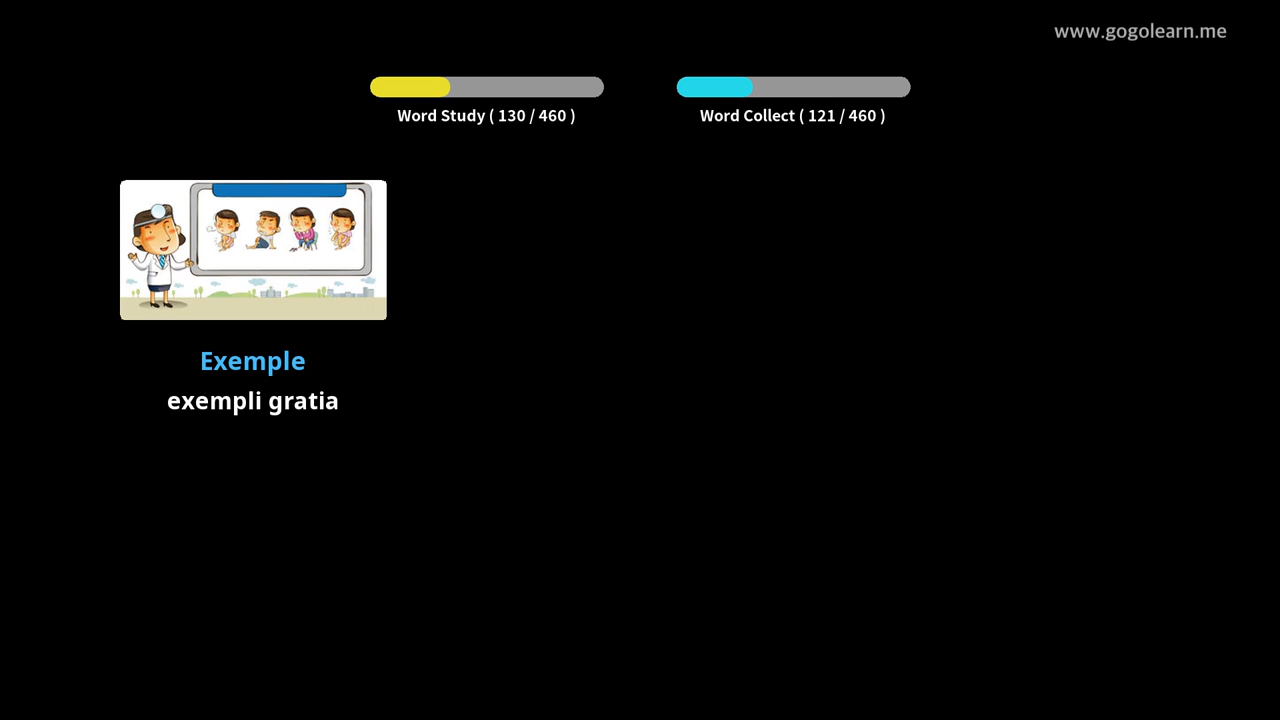 www.gogolearn.me
Word Study ( 130 / 460 )
Word Collect ( 121 / 460 )
Exemple
exempli gratia